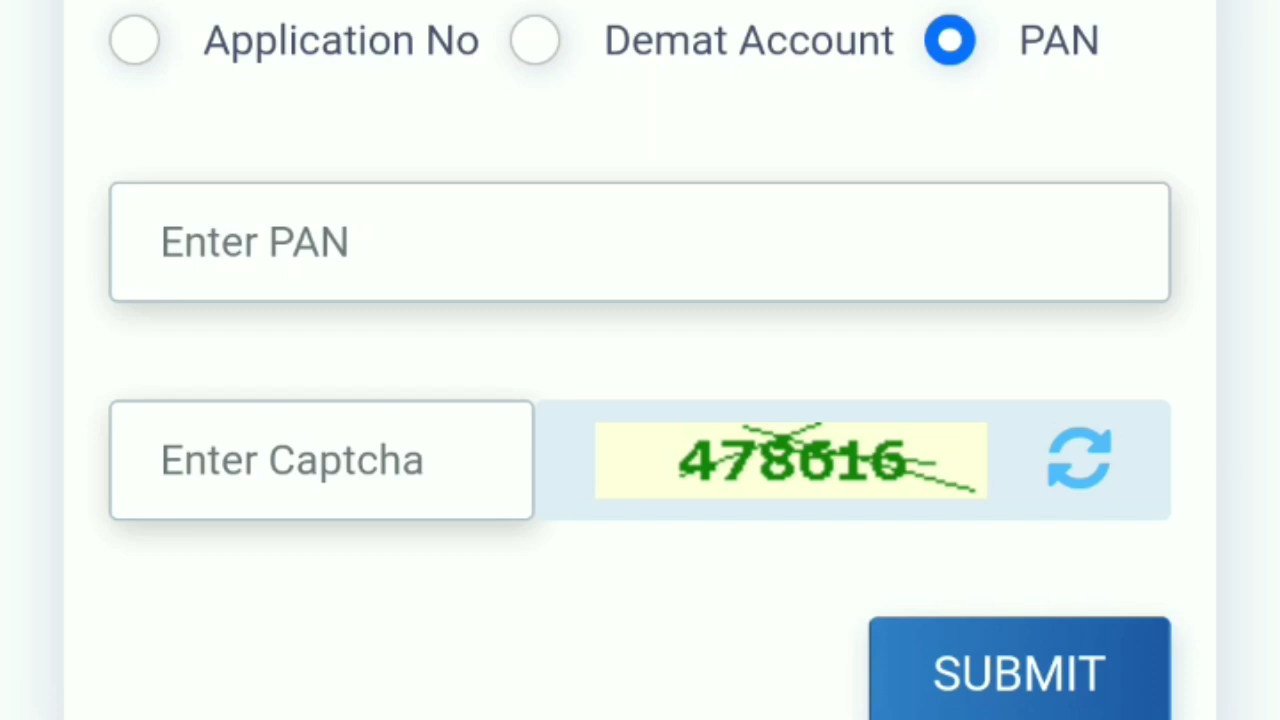 Application No Demat Account PAN
Enter PAN
Enter Captcha 478616
SUBMIT